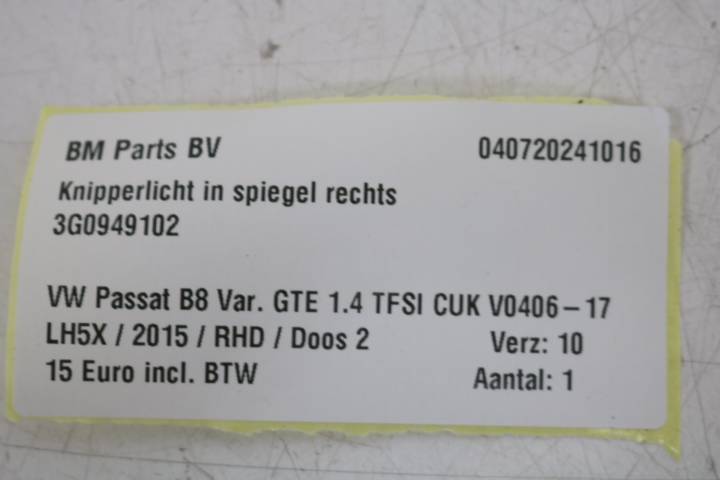 BM Parts BV 040720241016
Knipperlicht in spiegel rechts
3G0949102
VW Passat B8 Var. GTE 1.4 TFSI CUK V0406-17
LH5X / 2015 / RHD / Doos 2 Verz: 10
15 Euro incl. BTW Aantal: 1